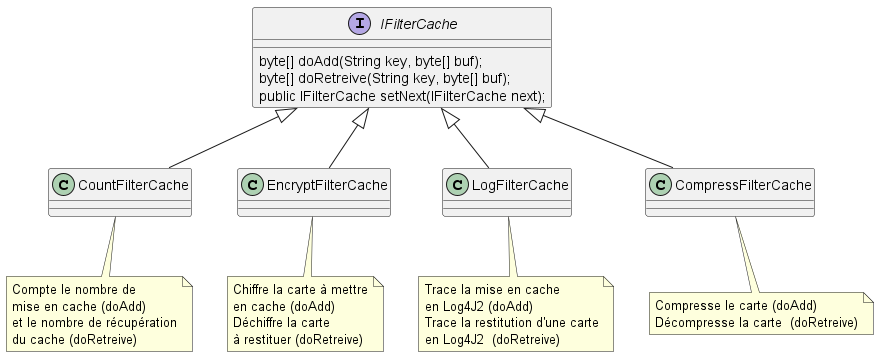 I IFilterCache
byte[] doAdd(String key, byte[] buf);
byte[] doRetreive(String key, byte[] buf);
public IFilterCache setNext(IFilterCache next);
C CountFilterCache
C EncryptFilterCache
C LogFilterCache
C CompressFilterCache
Compte le nombre de
mise en cache (doAdd)
et le nombre de récupération
du cache (doRetreive)
Chiffre la carte à mettre
en cache (doAdd)
Déchiffre la carte
à restituer (doRetreive)
Trace la mise en cache
en Log4J2 (doAdd)
Trace la restitution d'une carte
en Log4J2  (doRetreive)
Compresse le carte (doAdd)
Décompresse la carte  (doRetreive)